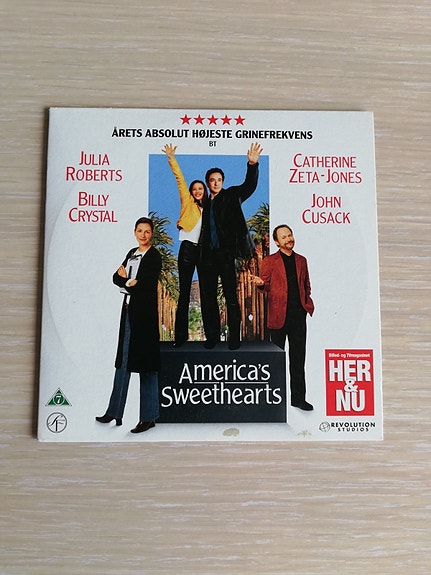 ÅRETS ABSOLUT HØJESTE GRINEFREKVENS
BT
JULIA
ROBERTS
CATHERINE
ZETA-JONES
BILLY
CRYSTAL
JOHN
CUSACK
America's
Sweethearts
HER
&
NU
7
SF
REVOLUTION
STUDIOS